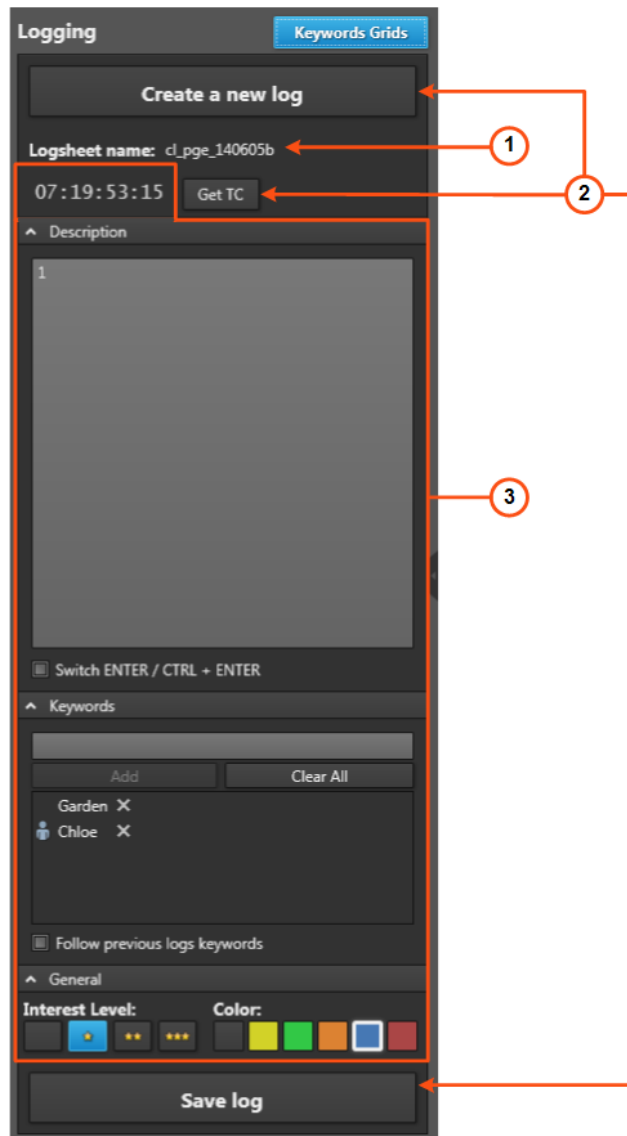 Logging
Keywords Grids
Create a new log
Logsheet name: cl_pge_140605b
1
07:19:53:15
Get TC
2
Description
1
3
Switch ENTER / CTRL + ENTER
Keywords
Add
Clear All
Garden
Chloe
Follow previous logs keywords
General
Interest Level:
Color:
Save log